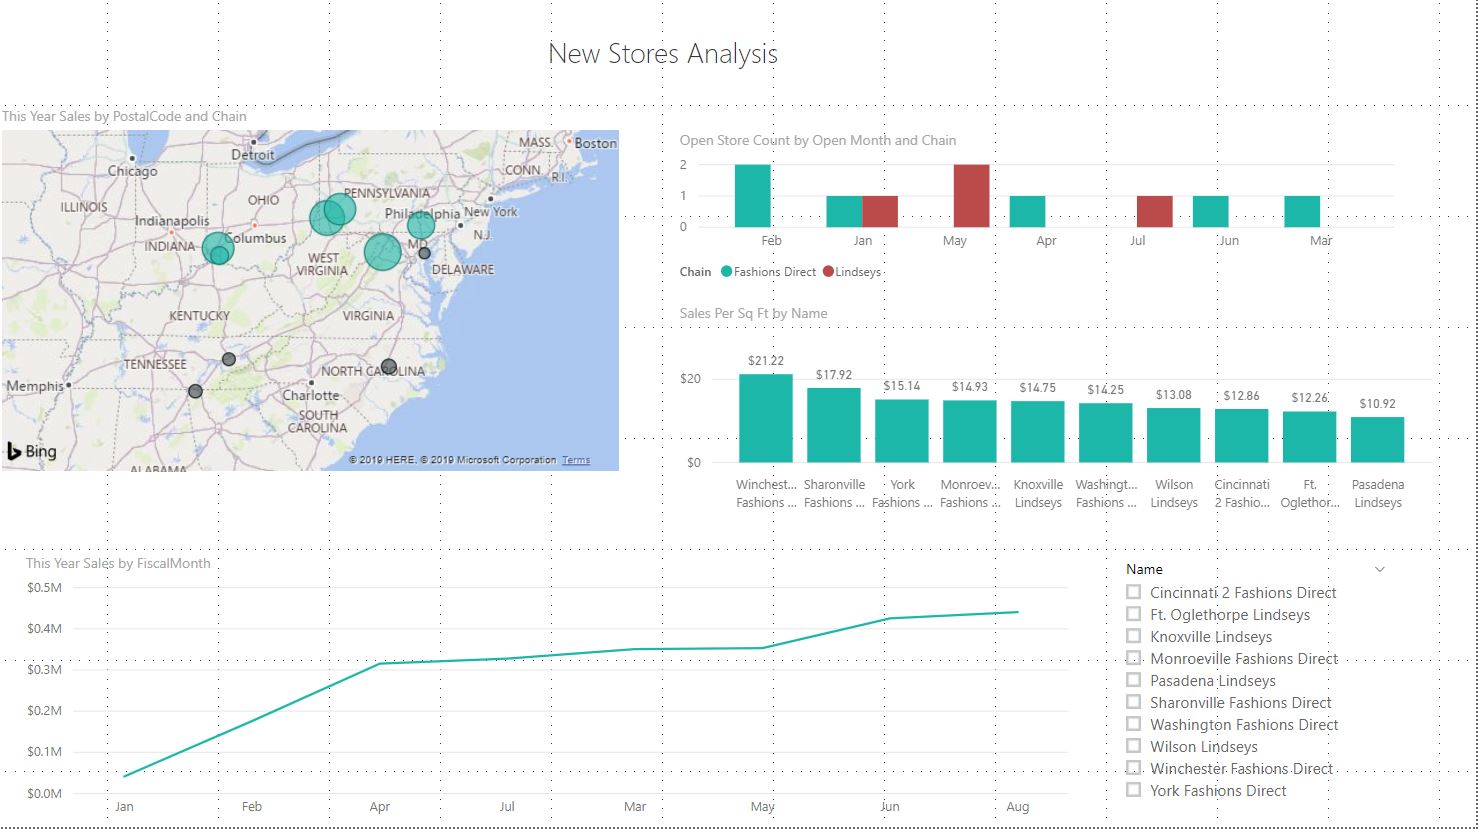 New Stores Analysis
This Year Sales by PostalCode and Chain
MASS.
Boston
Detroit
Chicago
CONN.
R.I.
PENNSYLVANIA
OHIO
ILLINOIS
Philadelphia
New York
Indianapolis
Columbus
N.J.
INDIANA
MD.
WEST
VIRGINIA
DELAWARE
KENTUCKY
VIRGINIA
TENNESSEE
NORTH CAROLINA
Memphis
Charlotte
SOUTH
CAROLINA
Bing
© 2019 HERE, © 2019 Microsoft Corporation Terms
ALABAMA
Open Store Count by Open Month and Chain
2
1
0
Feb Jan May Apr Jul Jun Mar
Chain Fashions Direct Lindseys
Sales Per Sq Ft by Name
$21.22 $17.92 $15.14 $14.93 $14.75 $14.25 $13.08 $12.86 $12.26 $10.92
$20
$0
Winchest... Sharonville York Monroev... Knoxville Washingt... Wilson Cincinnati Ft. Pasadena
Fashions ... Fashions ... Fashions ... Fashions ... Lindseys Fashions ... Lindseys 2 Fashio... Oglethor... Lindseys
This Year Sales by FiscalMonth
$0.5M
$0.4M
$0.3M
$0.2M
$0.1M
$0.0M
Jan Feb Apr Jul Mar May Jun Aug
Name
Cincinnati 2 Fashions Direct
Ft. Oglethorpe Lindseys
Knoxville Lindseys
Monroeville Fashions Direct
Pasadena Lindseys
Sharonville Fashions Direct
Washington Fashions Direct
Wilson Lindseys
Winchester Fashions Direct
York Fashions Direct